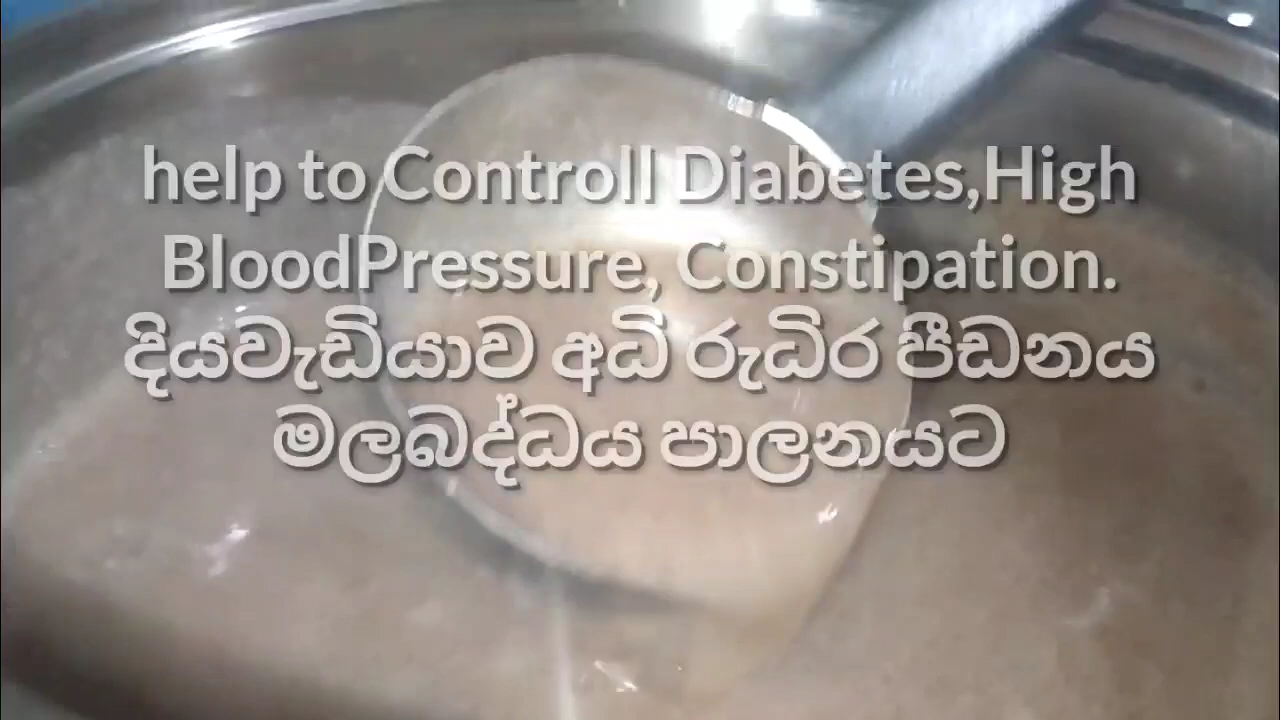 help to Controll Diabetes,High
BloodPressure, Constipation.
දියවැඩියාව අධි රුධිර පීඩනය
මලබද්ධය පාලනයට